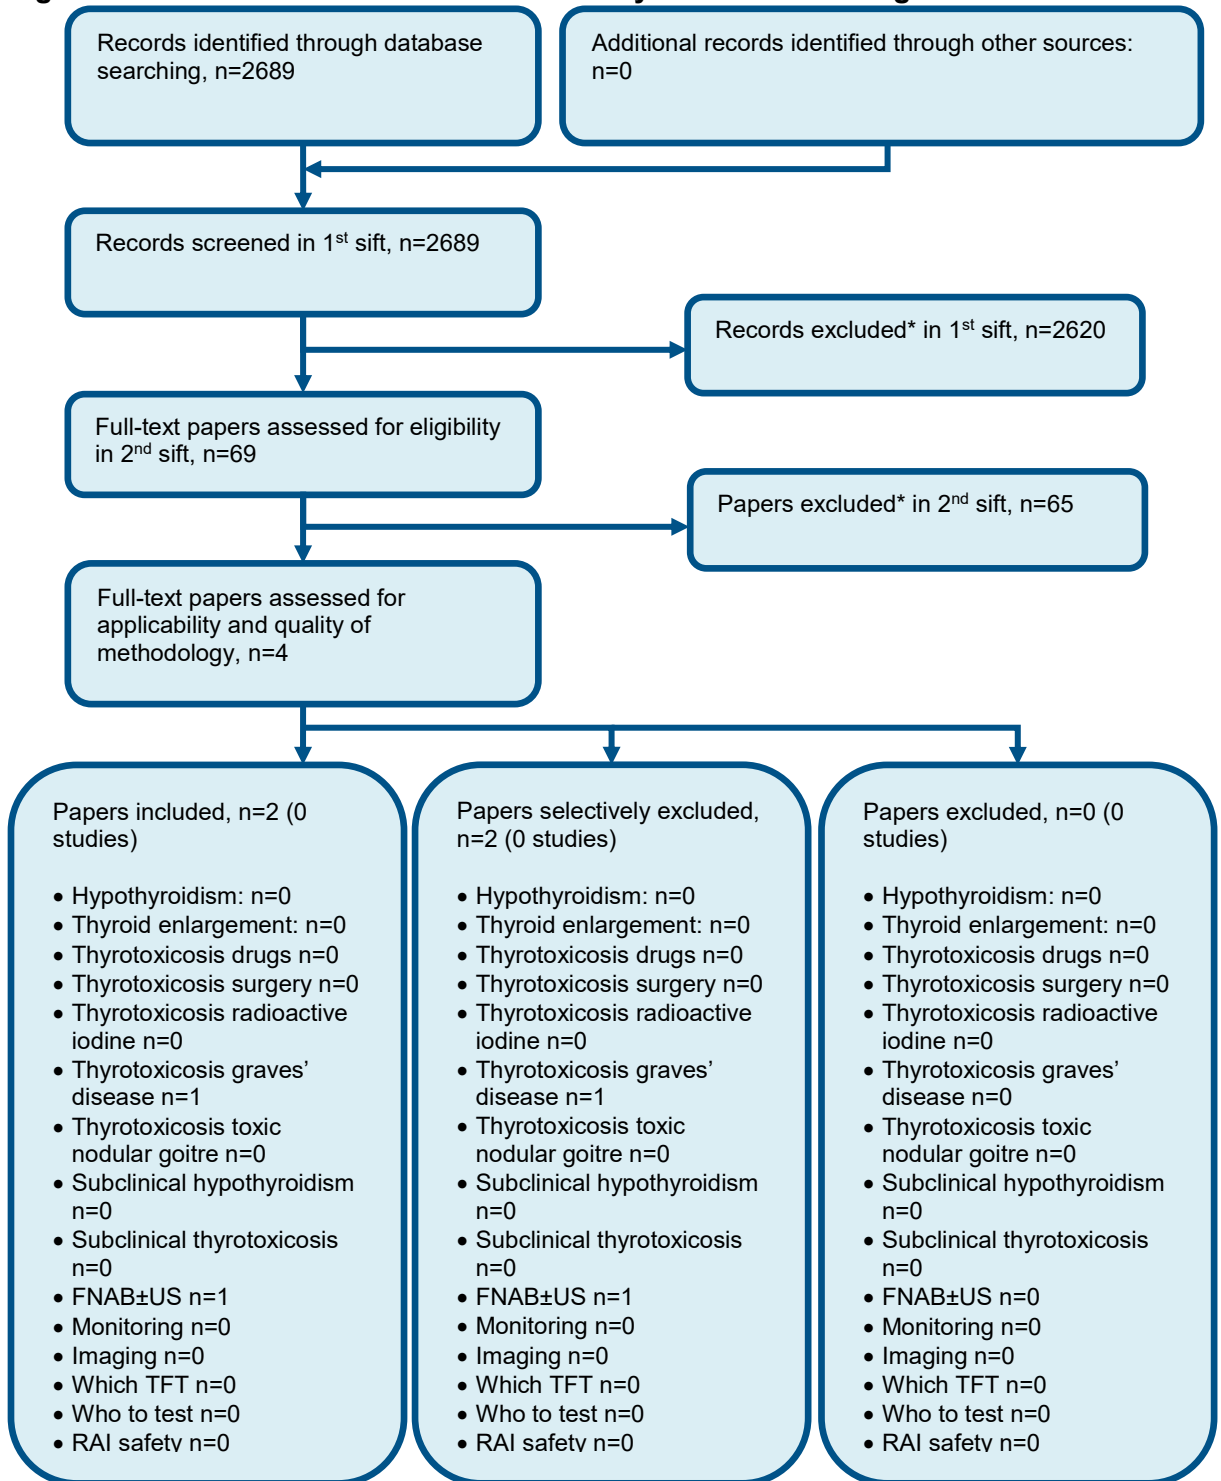 Records identified through database
searching, n=2689
Additional records identified through other sources:
n=0
Records screened in 1st sift, n=2689
Records excluded* in 1st sift, n=2620
Full-text papers assessed for eligibility
in 2nd sift, n=69
Papers excluded* in 2nd sift, n=65
Full-text papers assessed for
applicability and quality of
methodology, n=4
Papers included, n=2 (0
studies)
• Hypothyroidism: n=0
• Thyroid enlargement: n=0
• Thyrotoxicosis drugs n=0
• Thyrotoxicosis surgery n=0
• Thyrotoxicosis radioactive
iodine n=0
• Thyrotoxicosis graves’
disease n=1
• Thyrotoxicosis toxic
nodular goitre n=0
• Subclinical hypothyroidism
n=0
• Subclinical thyrotoxicosis
n=0
• FNAB±US n=1
• Monitoring n=0
• Imaging n=0
• Which TFT n=0
• Who to test n=0
• RAI safety n=0
Papers selectively excluded,
n=2 (0 studies)
• Hypothyroidism: n=0
• Thyroid enlargement: n=0
• Thyrotoxicosis drugs n=0
• Thyrotoxicosis surgery n=0
• Thyrotoxicosis radioactive
iodine n=0
• Thyrotoxicosis graves’
disease n=1
• Thyrotoxicosis toxic
nodular goitre n=0
• Subclinical hypothyroidism
n=0
• Subclinical thyrotoxicosis
n=0
• FNAB±US n=1
• Monitoring n=0
• Imaging n=0
• Which TFT n=0
• Who to test n=0
• RAI safety n=0
Papers excluded, n=0 (0
studies)
• Hypothyroidism: n=0
• Thyroid enlargement: n=0
• Thyrotoxicosis drugs n=0
• Thyrotoxicosis surgery n=0
• Thyrotoxicosis radioactive
iodine n=0
• Thyrotoxicosis graves’
disease n=0
• Thyrotoxicosis toxic
nodular goitre n=0
• Subclinical hypothyroidism
n=0
• Subclinical thyrotoxicosis
n=0
• FNAB±US n=0
• Monitoring n=0
• Imaging n=0
• Which TFT n=0
• Who to test n=0
• RAI safety n=0